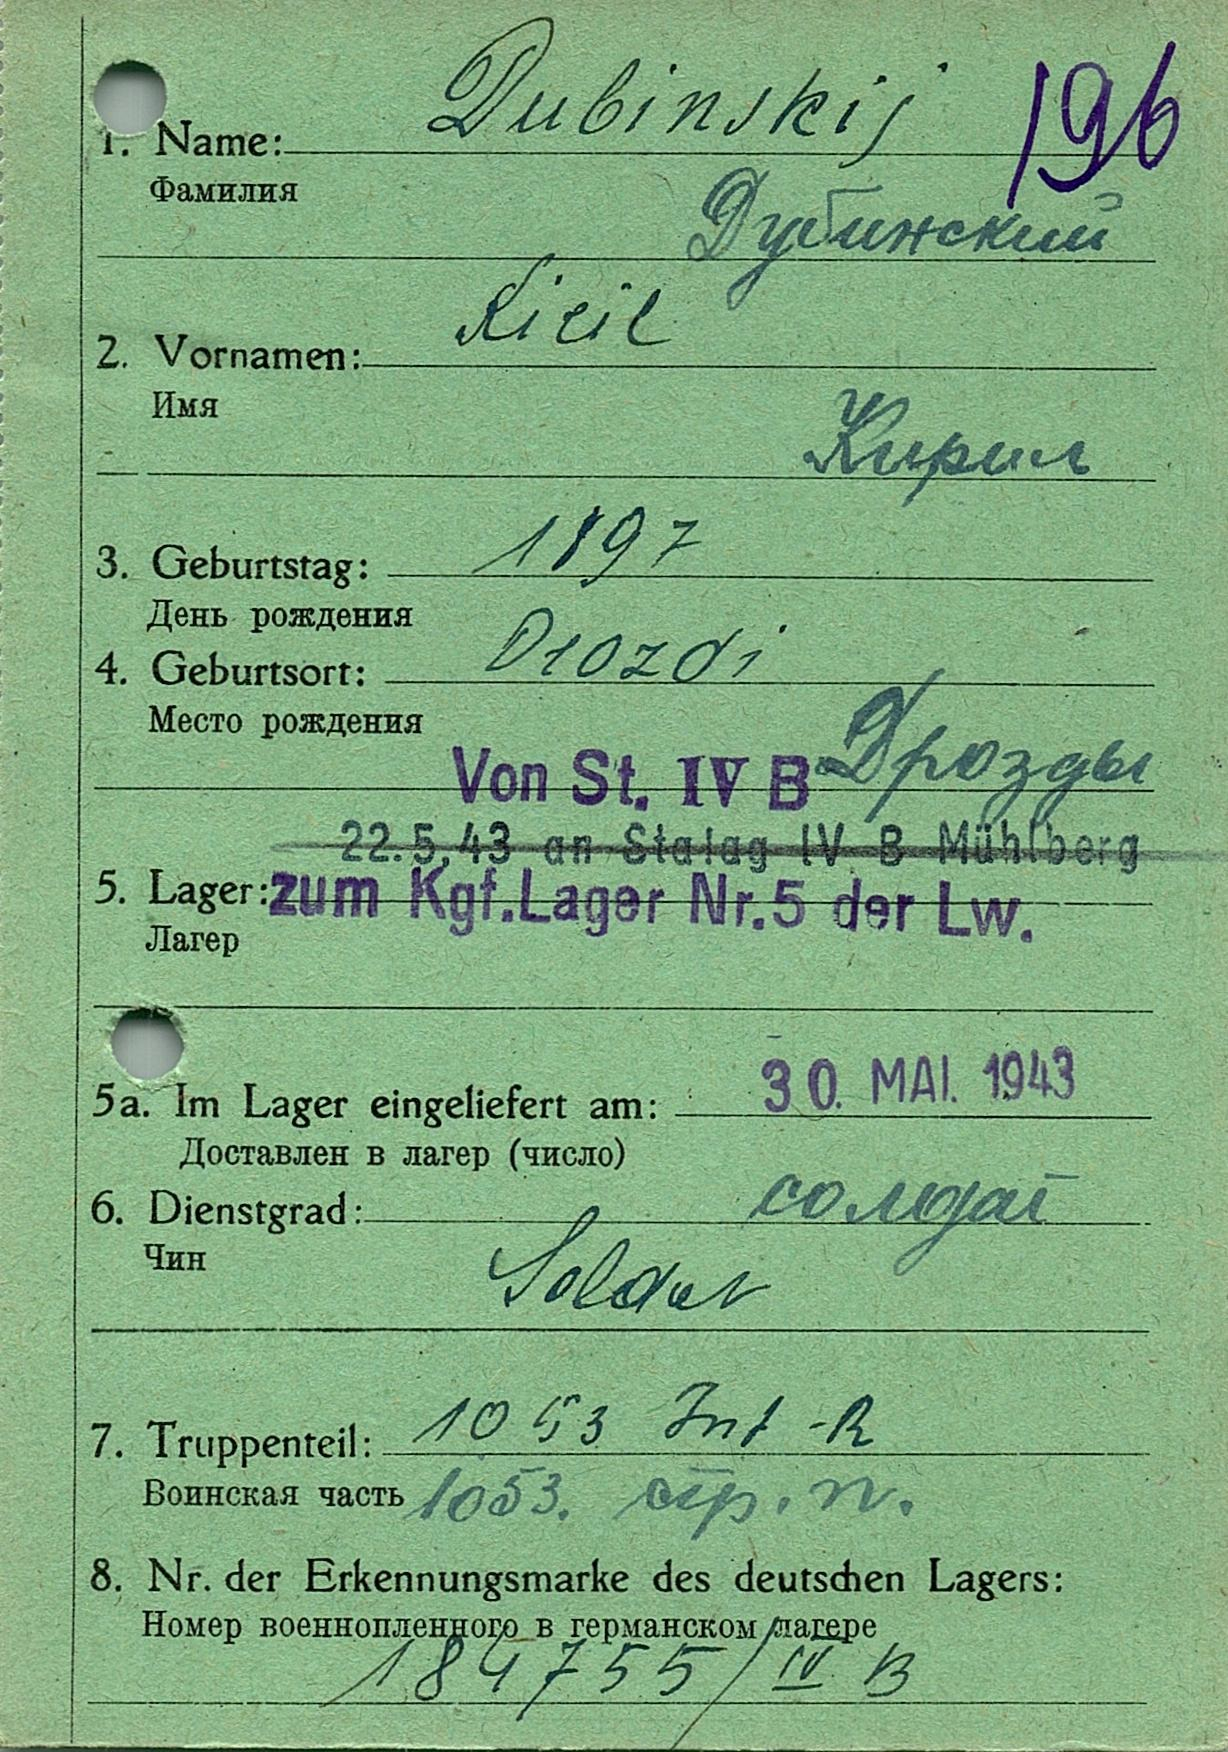 Dubinskij
196
1. Name:
Фамилия
Дубинский
Kiril
2. Vornamen:
Имя
Кирил
3. Geburtstag: 1897
День рождения
4. Geburtsort: Drozdi
Место рождения
Дрозды
Von St. IV B
22.5.43 an Stalag IV B Mühlberg
5. Lager: zum Kgf.Lager Nr.5 der Lw.
Лагер
5a. Im Lager eingeliefert am: 30. MAI. 1943
Доставлен в лагер (число)
6. Dienstgrad: солдат
Чин
Soldat
7. Truppenteil: 1053 Inf-R
Воинская часть 1053. стр. п.
8. Nr. der Erkennungsmarke des deutschen Lagers:
Номер военнопленного в германском лагере
184755/IV B